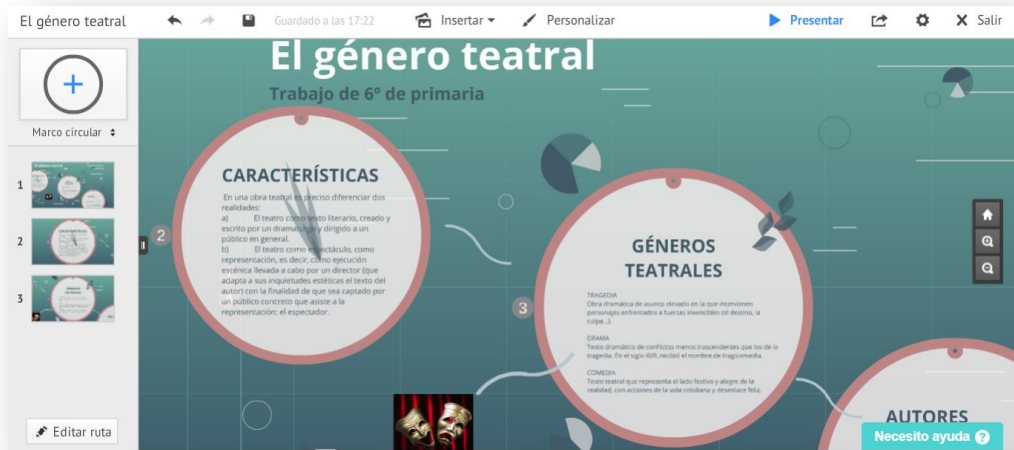 El género teatral
Guardado a las 17:22
Insertar
Personalizar
Presentar
Salir
Marco circular
1
2
3
Editar ruta
El género teatral
Trabajo de 6º de primaria
2
CARACTERÍSTICAS
En una obra teatral es preciso diferenciar dos
realidades:
a) El teatro como texto literario, creado y
escrito por un dramaturgo y dirigido a un
público en general.
b) El teatro como espectáculo, como
representación, es decir, como ejecución
escénica llevada a cabo por un director (que
adapta a sus inquietudes estéticas el texto del
autor) con la finalidad de que sea captado por
un público concreto que asiste a la
representación: el espectador.
3
GÉNEROS
TEATRALES
TRAGEDIA
Obra dramática de asunto elevado en la que intervienen
personajes enfrentados a fuerzas invencibles (el destino, la
culpa...).
DRAMA
Texto dramático de conflictos menos trascendentes que los de la
tragedia. En el siglo XVII, recibió el nombre de tragicomedia.
COMEDIA
Texto teatral que representa el lado festivo y alegre de la
realidad, con acciones de la vida cotidiana y desenlace feliz.
AUTORES
Necesito ayuda ?